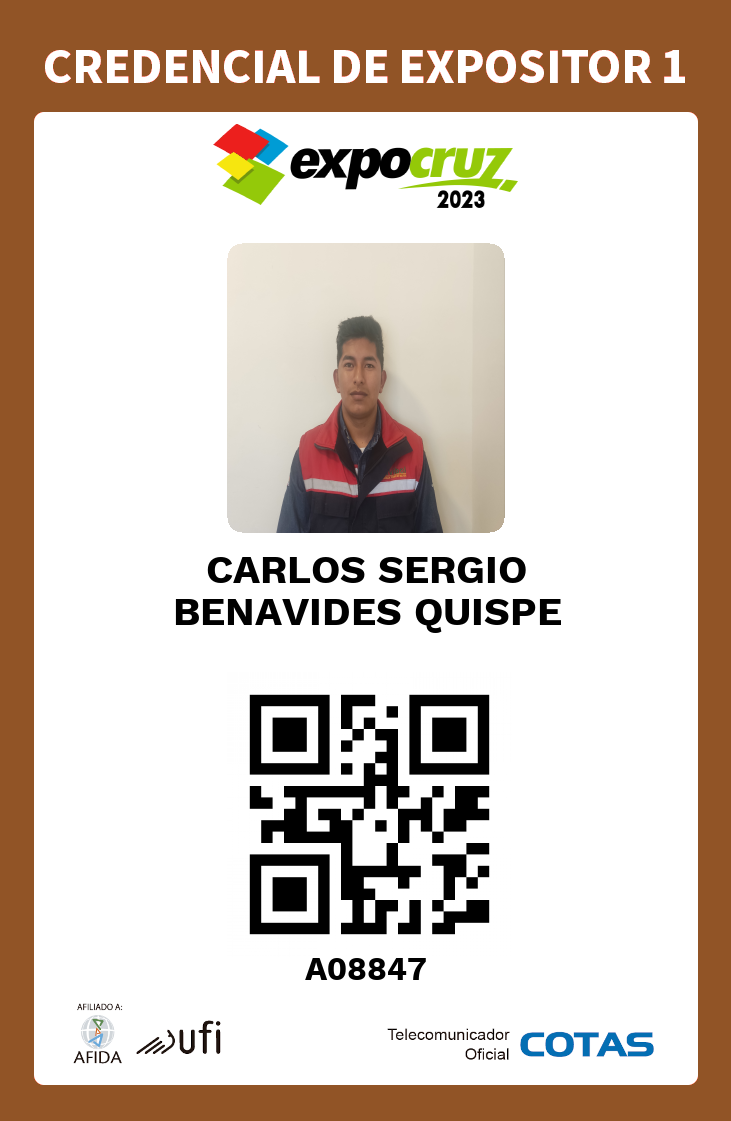 CREDENCIAL DE EXPOSITOR 1
expocruz
2023
CARLOS SERGIO
BENAVIDES QUISPE
A08847
AFILIADO A:
AFIDA
ufi
Telecomunicador
Oficial
COTAS